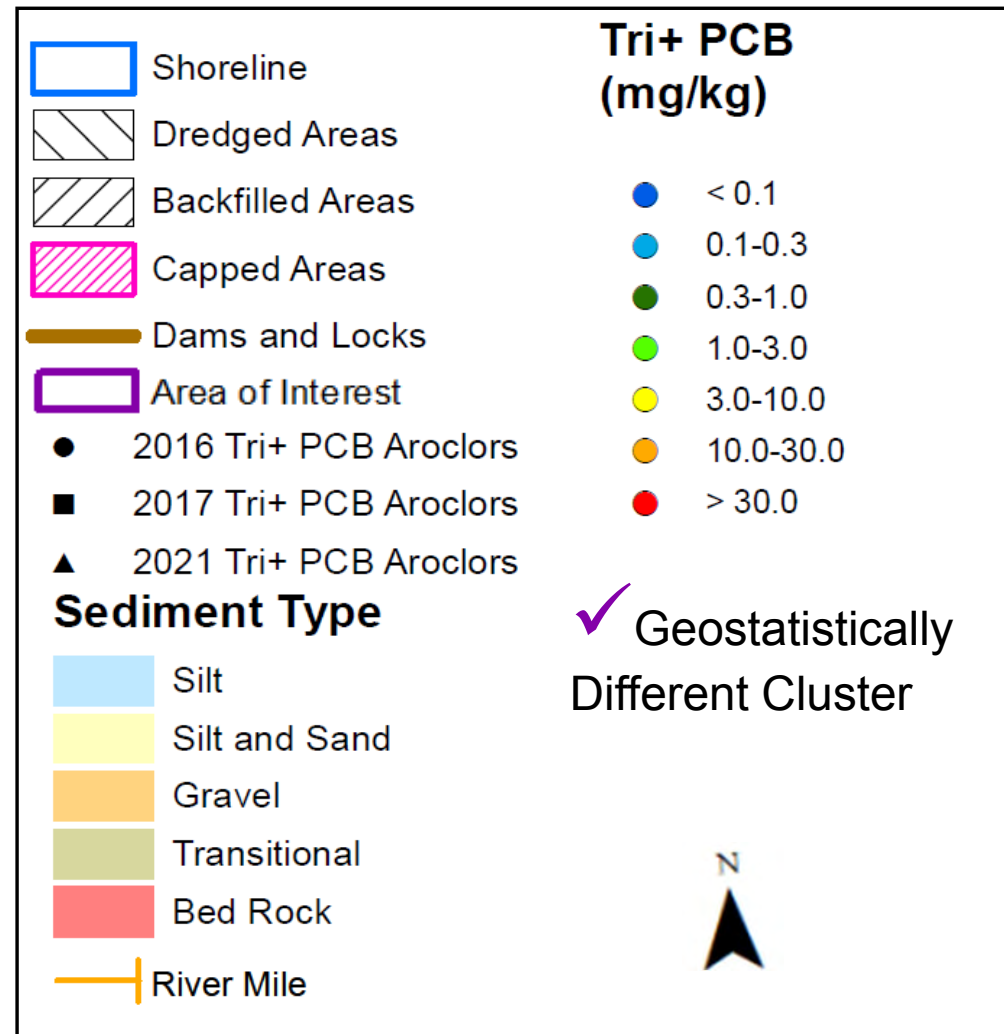 Shoreline
Dredged Areas
Backfilled Areas
Capped Areas
Dams and Locks
Area of Interest
2016 Tri+ PCB Aroclors
2017 Tri+ PCB Aroclors
2021 Tri+ PCB Aroclors
Sediment Type
Silt
Silt and Sand
Gravel
Transitional
Bed Rock
River Mile
Tri+ PCB
(mg/kg)
< 0.1
0.1-0.3
0.3-1.0
1.0-3.0
3.0-10.0
10.0-30.0
> 30.0
Geostatistically
Different Cluster
N